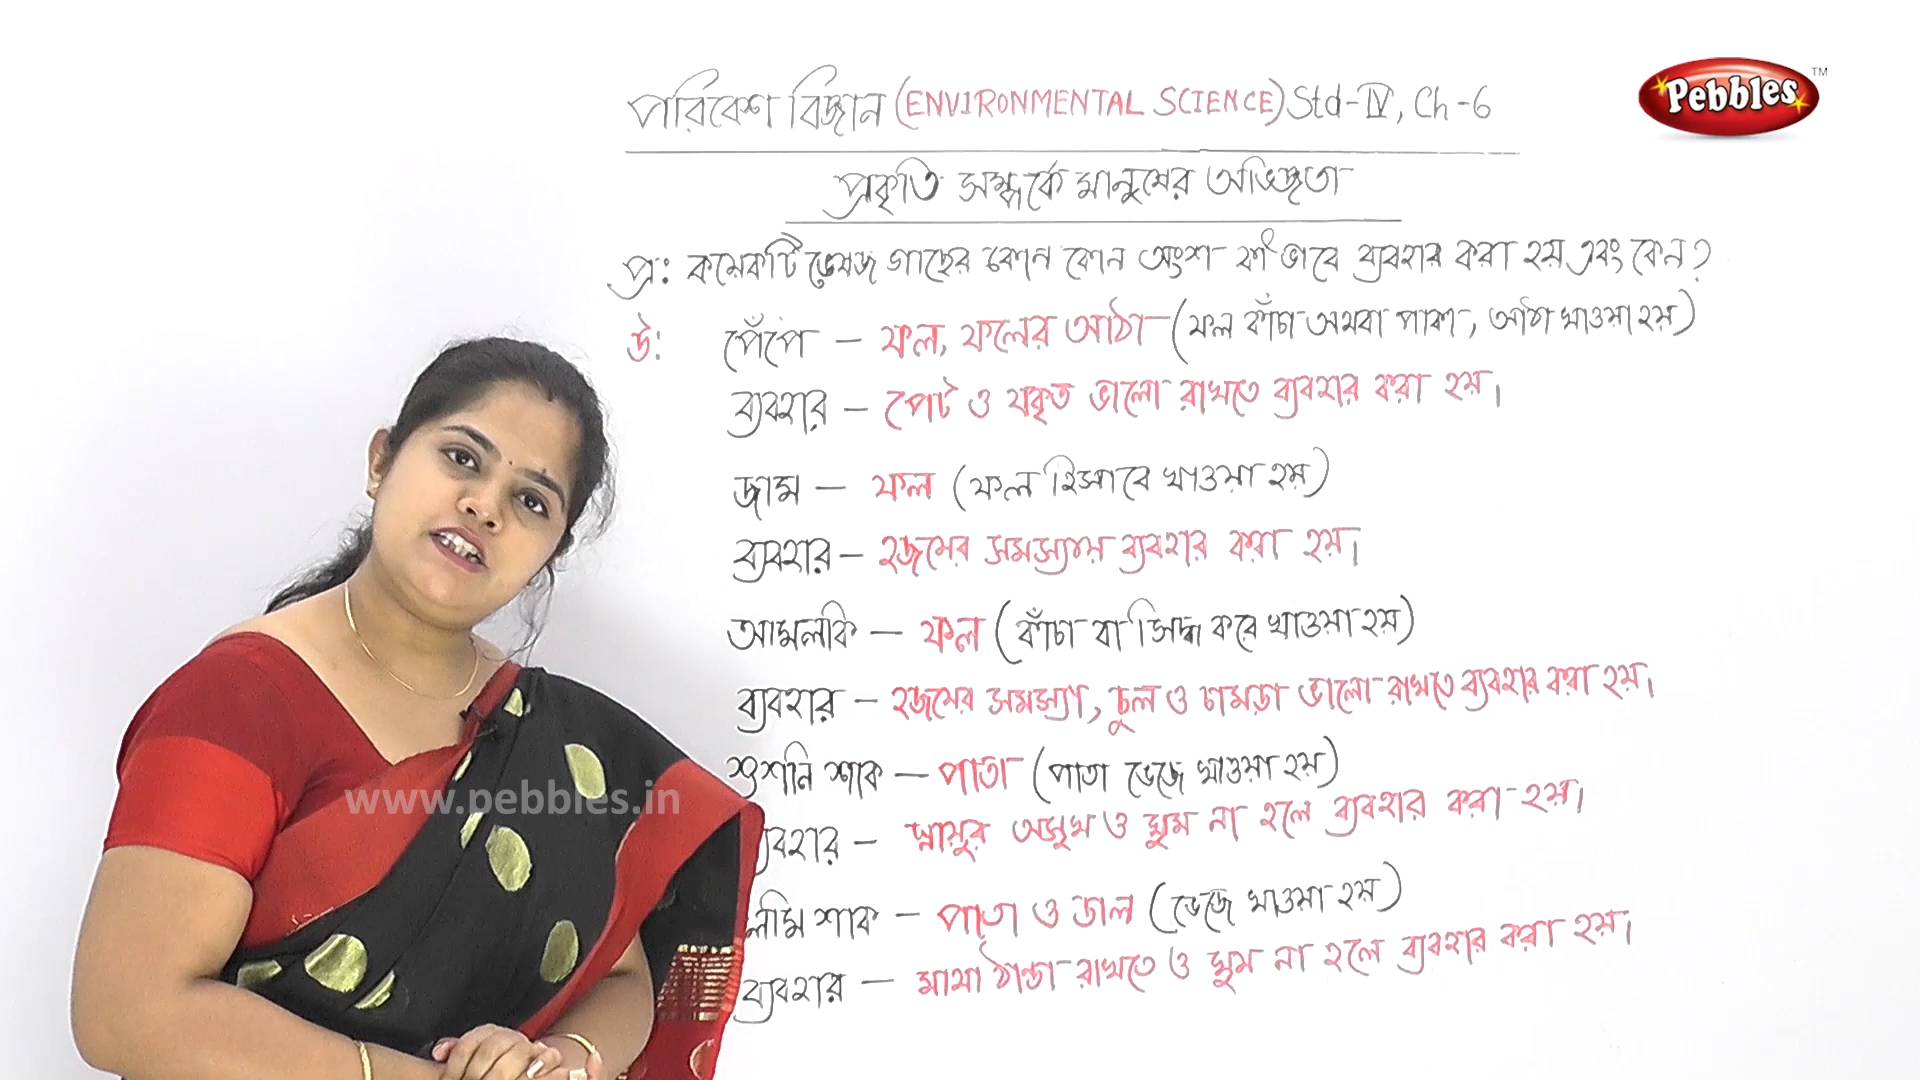 পরিবেশ বিজ্ঞান (ENVIRONMENTAL SCIENCE) Std-IV, Ch-6
Pebbles TM
প্রকৃতি সম্পর্কে মানুষের অভিজ্ঞতা
প্র: কয়েকটি ভেষজ গাছের কোন কোন অংশ কীভাবে ব্যবহার করা হয় এবং কেন?
উ: পেঁপে – ফল, ফলের আঠা (ফল কাঁচা অথবা পাকা, আঠা খাওয়া হয়)
ব্যবহার – পেট ও যকৃত ভালো রাখতে ব্যবহার করা হয়।
জাম – ফল (ফল হিসাবে খাওয়া হয়)
ব্যবহার – হজমের সমস্যায় ব্যবহার করা হয়।
আমলকি – ফল (কাঁচা বা সিদ্ধ করে খাওয়া হয়)
ব্যবহার – হজমের সমস্যা, চুল ও চামড়া ভালো রাখতে ব্যবহার করা হয়।
শুশনি শাক – পাতা (পাতা ভেজে খাওয়া হয়)
www.pebbles.in
ব্যবহার – স্নায়ুর অসুখ ও ঘুম না হলে ব্যবহার করা হয়।
লমি শাক – পাতা ও ডাল (ভেজে খাওয়া হয়)
ব্যবহার – মাথা ঠান্ডা রাখতে ও ঘুম না হলে ব্যবহার করা হয়।